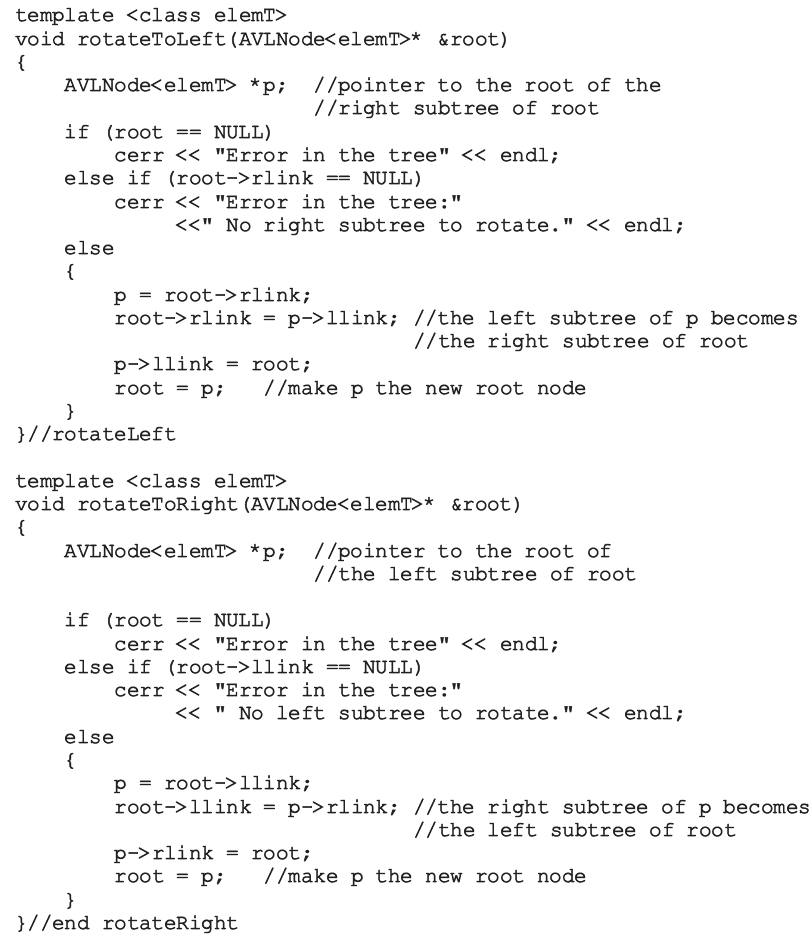 template <class elemT>
void rotateToLeft(AVLNode<elemT>* &root)
{
    AVLNode<elemT> *p;  //pointer to the root of the
                        //right subtree of root
    if (root == NULL)
        cerr << "Error in the tree" << endl;
    else if (root->rlink == NULL)
        cerr << "Error in the tree:"
             <<" No right subtree to rotate." << endl;
    else
    {
        p = root->rlink;
        root->rlink = p->llink; //the left subtree of p becomes
                                //the right subtree of root
        p->llink = root;
        root = p;   //make p the new root node
    }
}//rotateLeft

template <class elemT>
void rotateToRight(AVLNode<elemT>* &root)
{
    AVLNode<elemT> *p;  //pointer to the root of
                        //the left subtree of root

    if (root == NULL)
        cerr << "Error in the tree" << endl;
    else if (root->llink == NULL)
        cerr << "Error in the tree:"
             << " No left subtree to rotate." << endl;
    else
    {
        p = root->llink;
        root->llink = p->rlink; //the right subtree of p becomes
                                //the left subtree of root
        p->rlink = root;
        root = p;   //make p the new root node
    }
}//end rotateRight